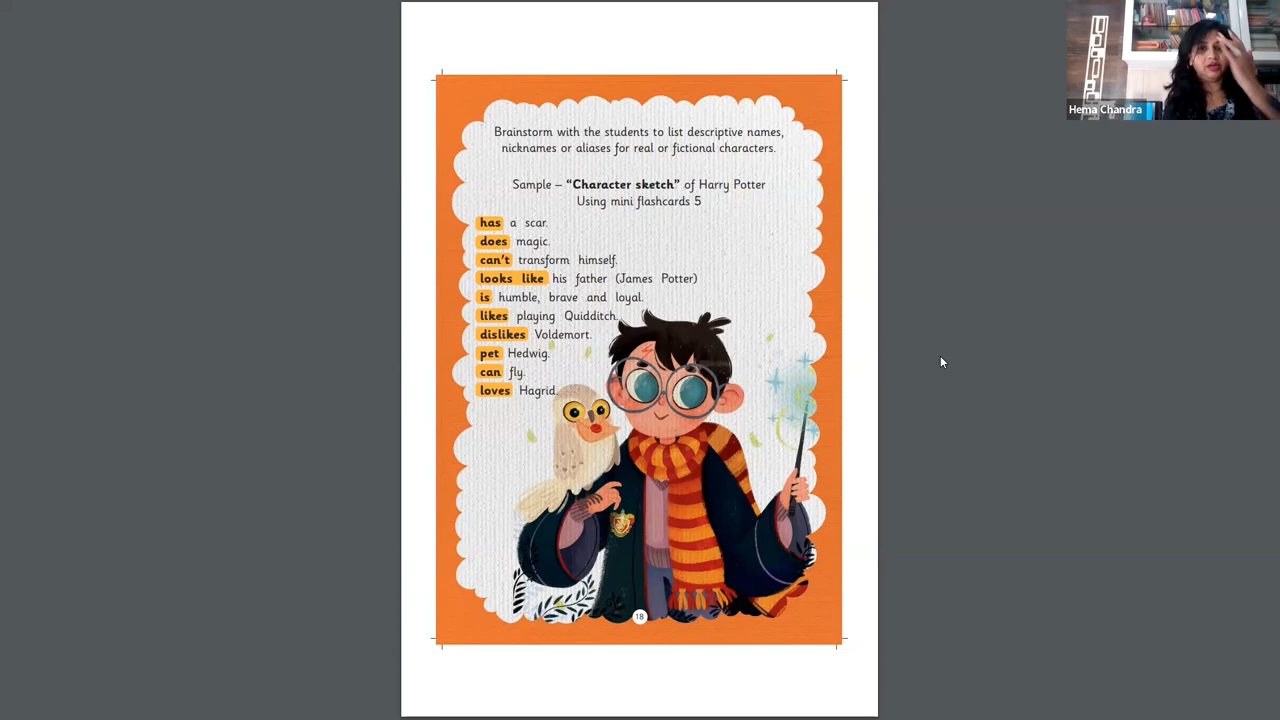 Brainstorm with the students to list descriptive names,
nicknames or aliases for real or fictional characters.
Sample – “Character sketch” of Harry Potter
Using mini flashcards 5
has a scar.
does magic.
can't transform himself.
looks like his father (James Potter)
is humble, brave and loyal.
likes playing Quidditch.
dislikes Voldemort.
pet Hedwig.
can fly.
loves Hagrid.
18
Hema Chandra